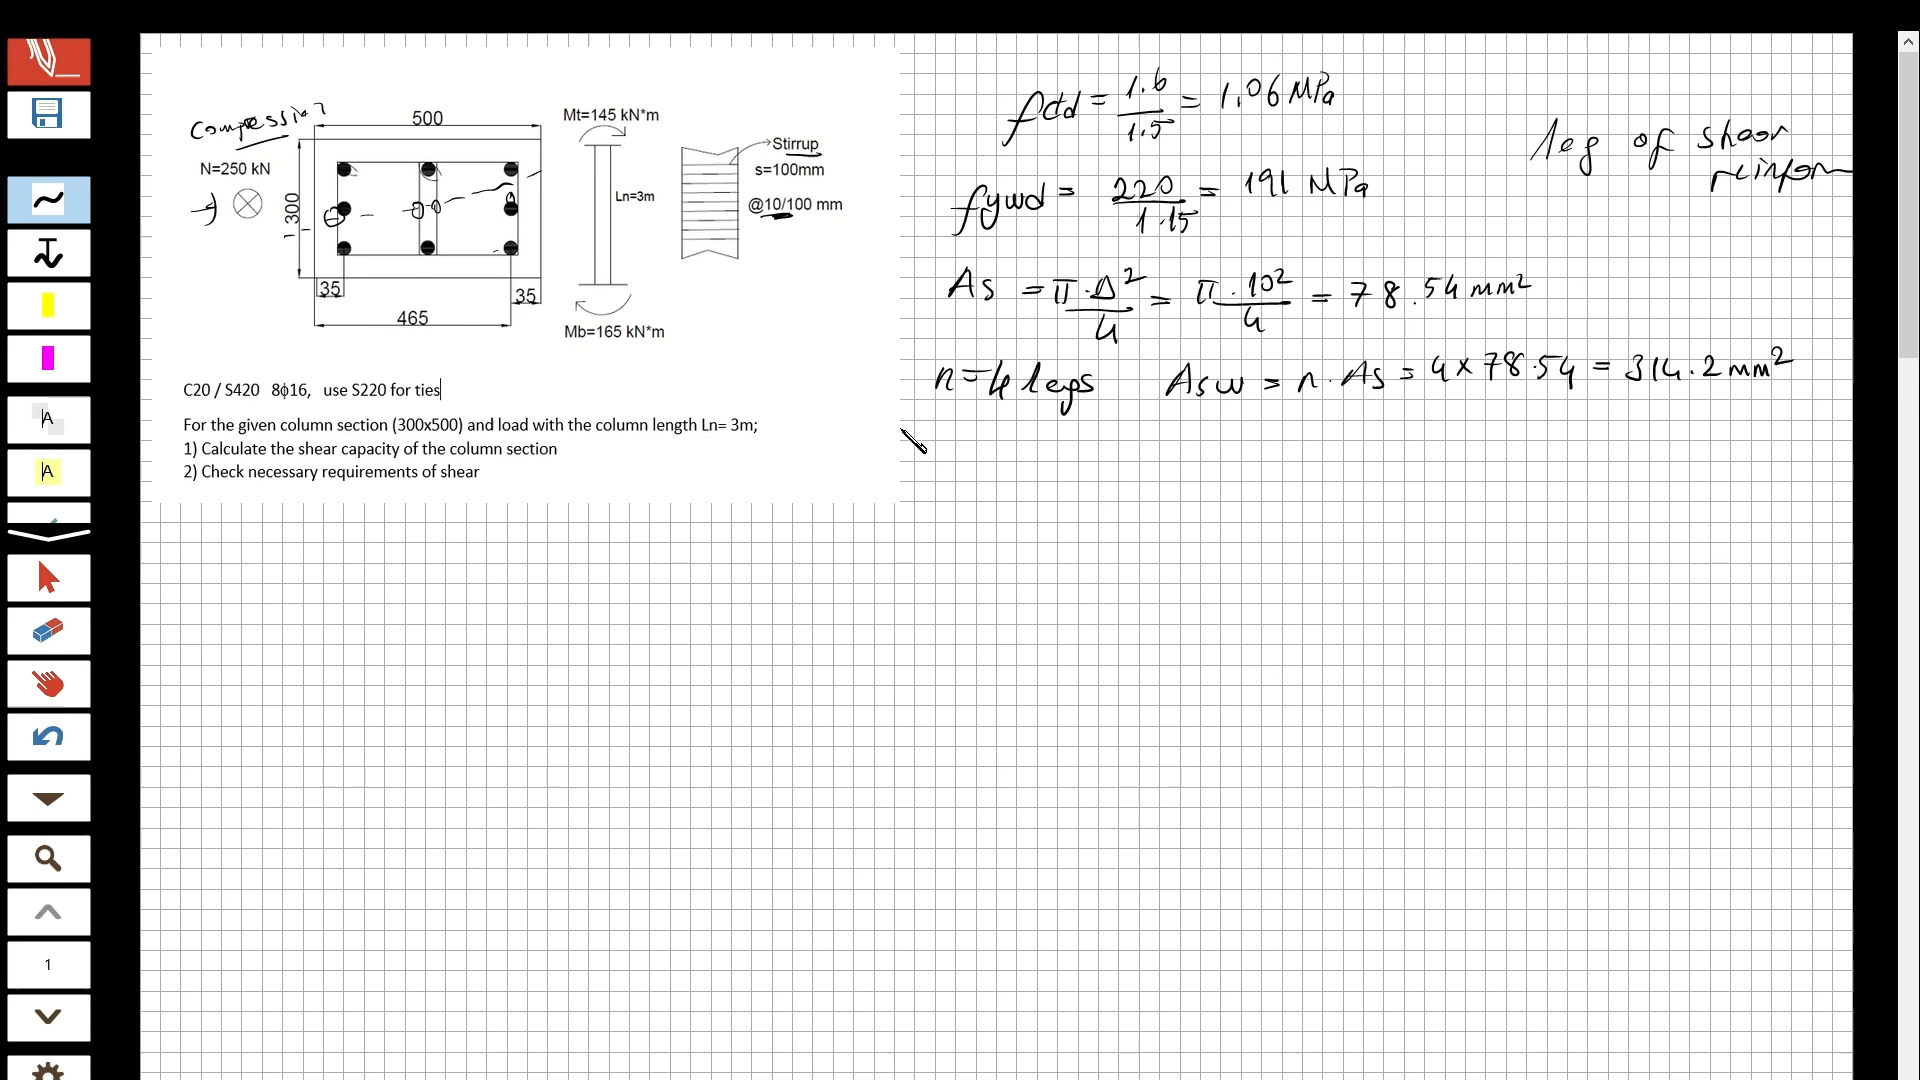 Compression
500
N=250 kN
300
35
35
465
Mt=145 kN*m
Ln=3m
Mb=165 kN*m
Stirrup
s=100mm
@10/100 mm
C20 / S420 8ϕ16, use S220 for ties
For the given column section (300x500) and load with the column length Ln= 3m;
1) Calculate the shear capacity of the column section
2) Check necessary requirements of shear
fctd = 1.6/1.5 = 1.06 MPa
leg of shear
fywd = 220/1.15 = 191 MPa
As = π.D²/4 = π.10²/4 = 78.54 mm²
n=4 legs Asw = n.As = 4x78.54 = 314.2 mm²
A
A
1